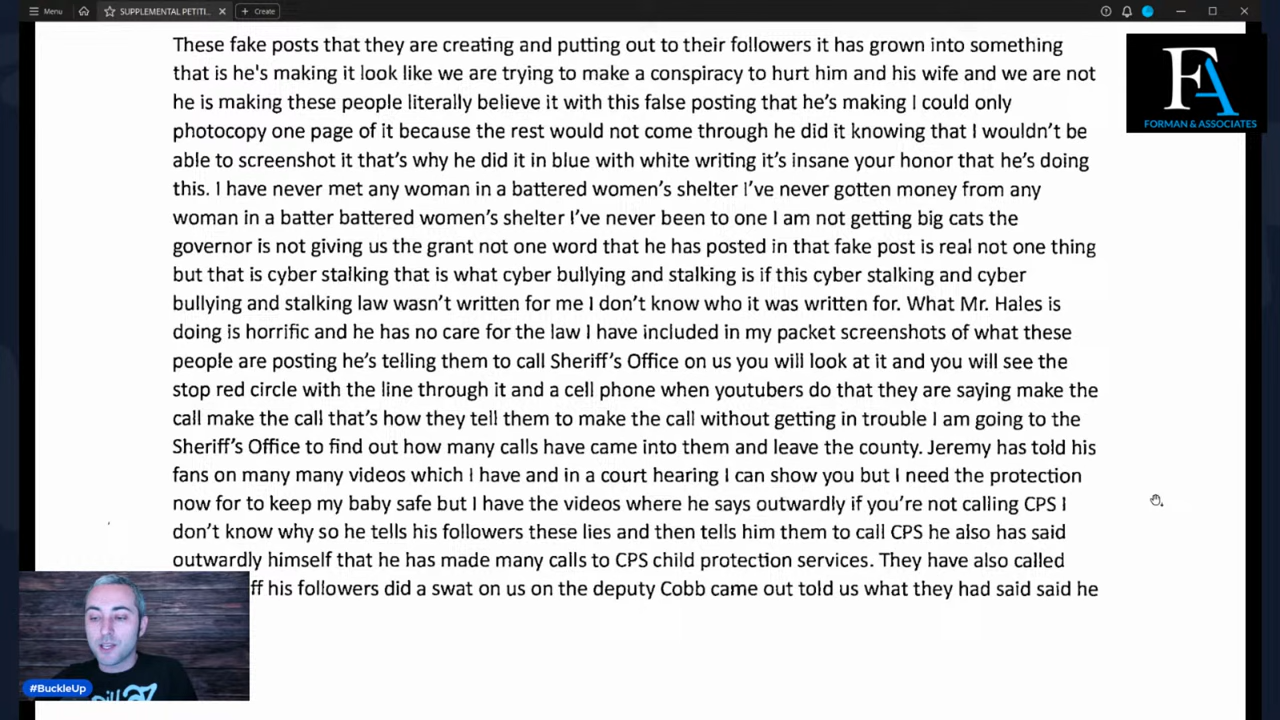 Menu
SUPPLEMENTAL PETITI...
Create
These fake posts that they are creating and putting out to their followers it has grown into something
that is he's making it look like we are trying to make a conspiracy to hurt him and his wife and we are not
he is making these people literally believe it with this false posting that he's making I could only
photocopy one page of it because the rest would not come through he did it knowing that I wouldn't be
able to screenshot it that's why he did it in blue with white writing it's insane your honor that he's doing
this. I have never met any woman in a battered women's shelter I've never gotten money from any
woman in a batter battered women's shelter I've never been to one I am not getting big cats the
governor is not giving us the grant not one word that he has posted in that fake post is real not one thing
but that is cyber stalking that is what cyber bullying and stalking is if this cyber stalking and cyber
bullying and stalking law wasn't written for me I don't know who it was written for. What Mr. Hales is
doing is horrific and he has no care for the law I have included in my packet screenshots of what these
people are posting he's telling them to call Sheriff's Office on us you will look at it and you will see the
stop red circle with the line through it and a cell phone when youtubers do that they are saying make the
call make the call that's how they tell them to make the call without getting in trouble I am going to the
Sheriff's Office to find out how many calls have came into them and leave the county. Jeremy has told his
fans on many many videos which I have and in a court hearing I can show you but I need the protection
now for to keep my baby safe but I have the videos where he says outwardly if you're not calling CPS I
don't know why so he tells his followers these lies and then tells him them to call CPS he also has said
outwardly himself that he has made many calls to CPS child protection services. They have also called
ff his followers did a swat on us on the deputy Cobb came out told us what they had said said he
FA
FORMAN & ASSOCIATES
#BuckleUp